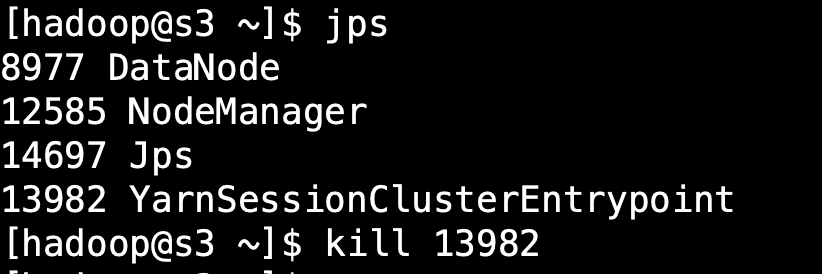 [hadoop@s3 ~]$ jps
8977 DataNode
12585 NodeManager
14697 Jps
13982 YarnSessionClusterEntrypoint
[hadoop@s3 ~]$ kill 13982